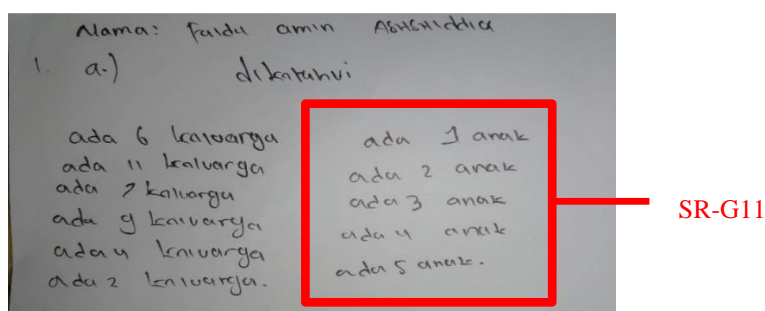 Nama: Faidu amin ASHSHiddiq
1. a.) diketahui
ada 6 keluarga ada 1 anak
ada 11 keluarga ada 2 anak
ada 7 keluarga ada 3 anak
ada 9 keluarga ada 4 anak
ada 4 keluarga ada 5 anak.
ada 2 keluarga.
SR-G11